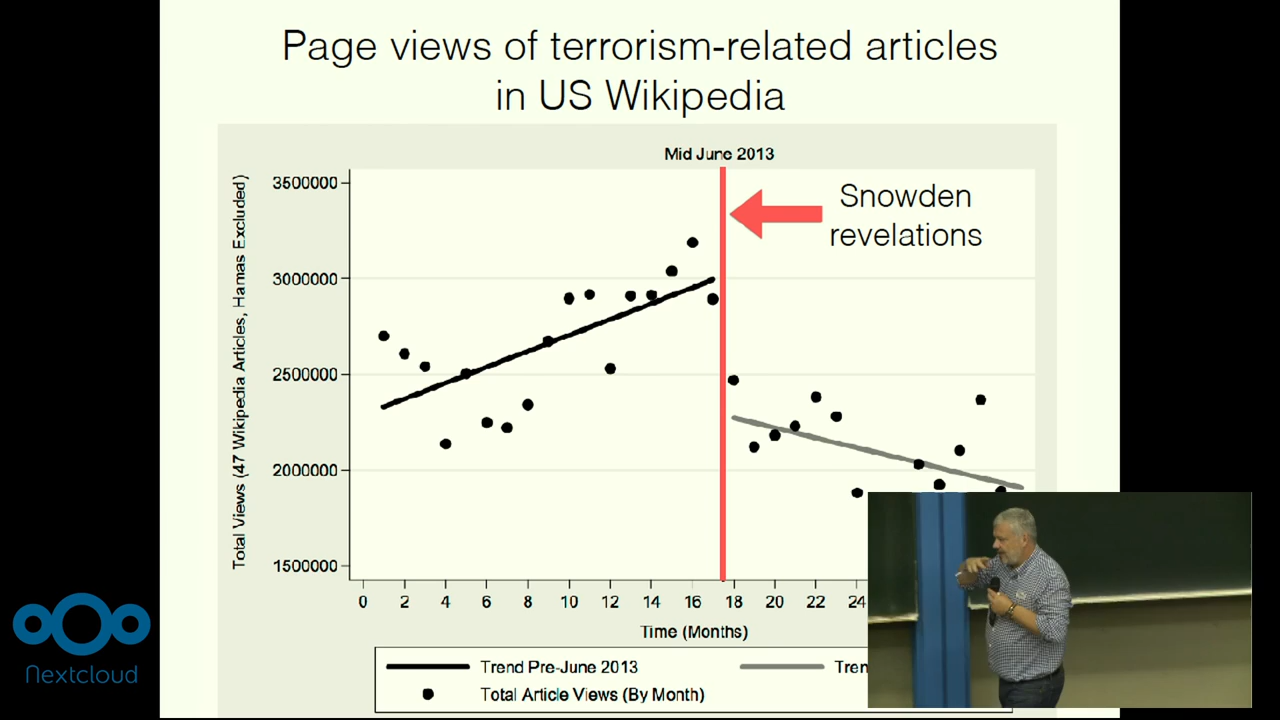 Page views of terrorism-related articles
in US Wikipedia
Mid June 2013
Snowden
revelations
Total Views (47 Wikipedia Articles, Hamas Excluded)
3500000
3000000
2500000
2000000
1500000
0 2 4 6 8 10 12 14 16 18 20 22 24
Time (Months)
Trend Pre-June 2013
Tren
Total Article Views (By Month)
Nextcloud